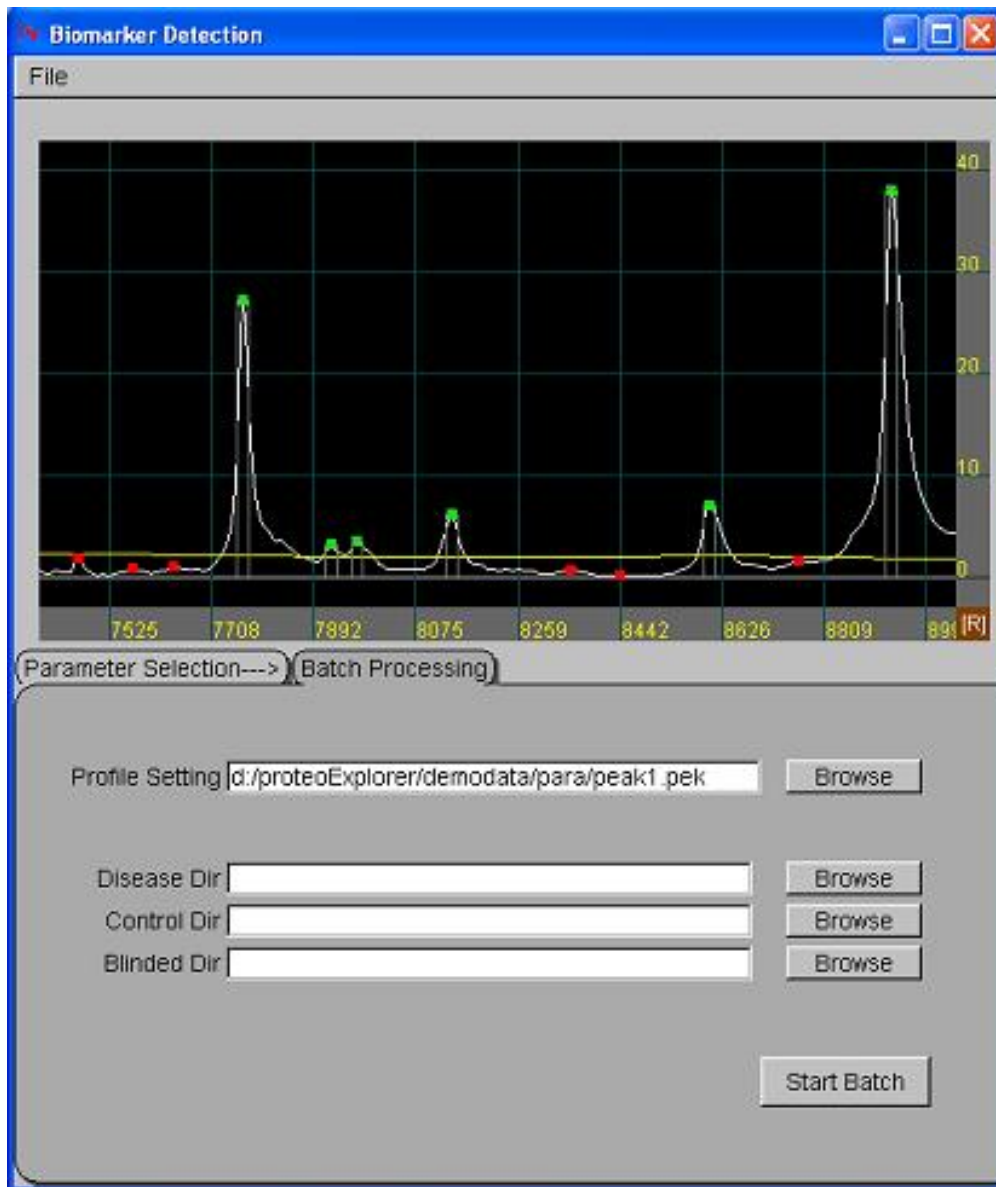 Biomarker Detection
File
40
30
20
10
0
7525 7708 7892 8075 8259 8442 8626 8809 899 [R]
Parameter Selection---> Batch Processing
Profile Setting d:/proteoExplorer/demodata/para/peak1.pek Browse
Disease Dir Browse
Control Dir Browse
Blinded Dir Browse
Start Batch